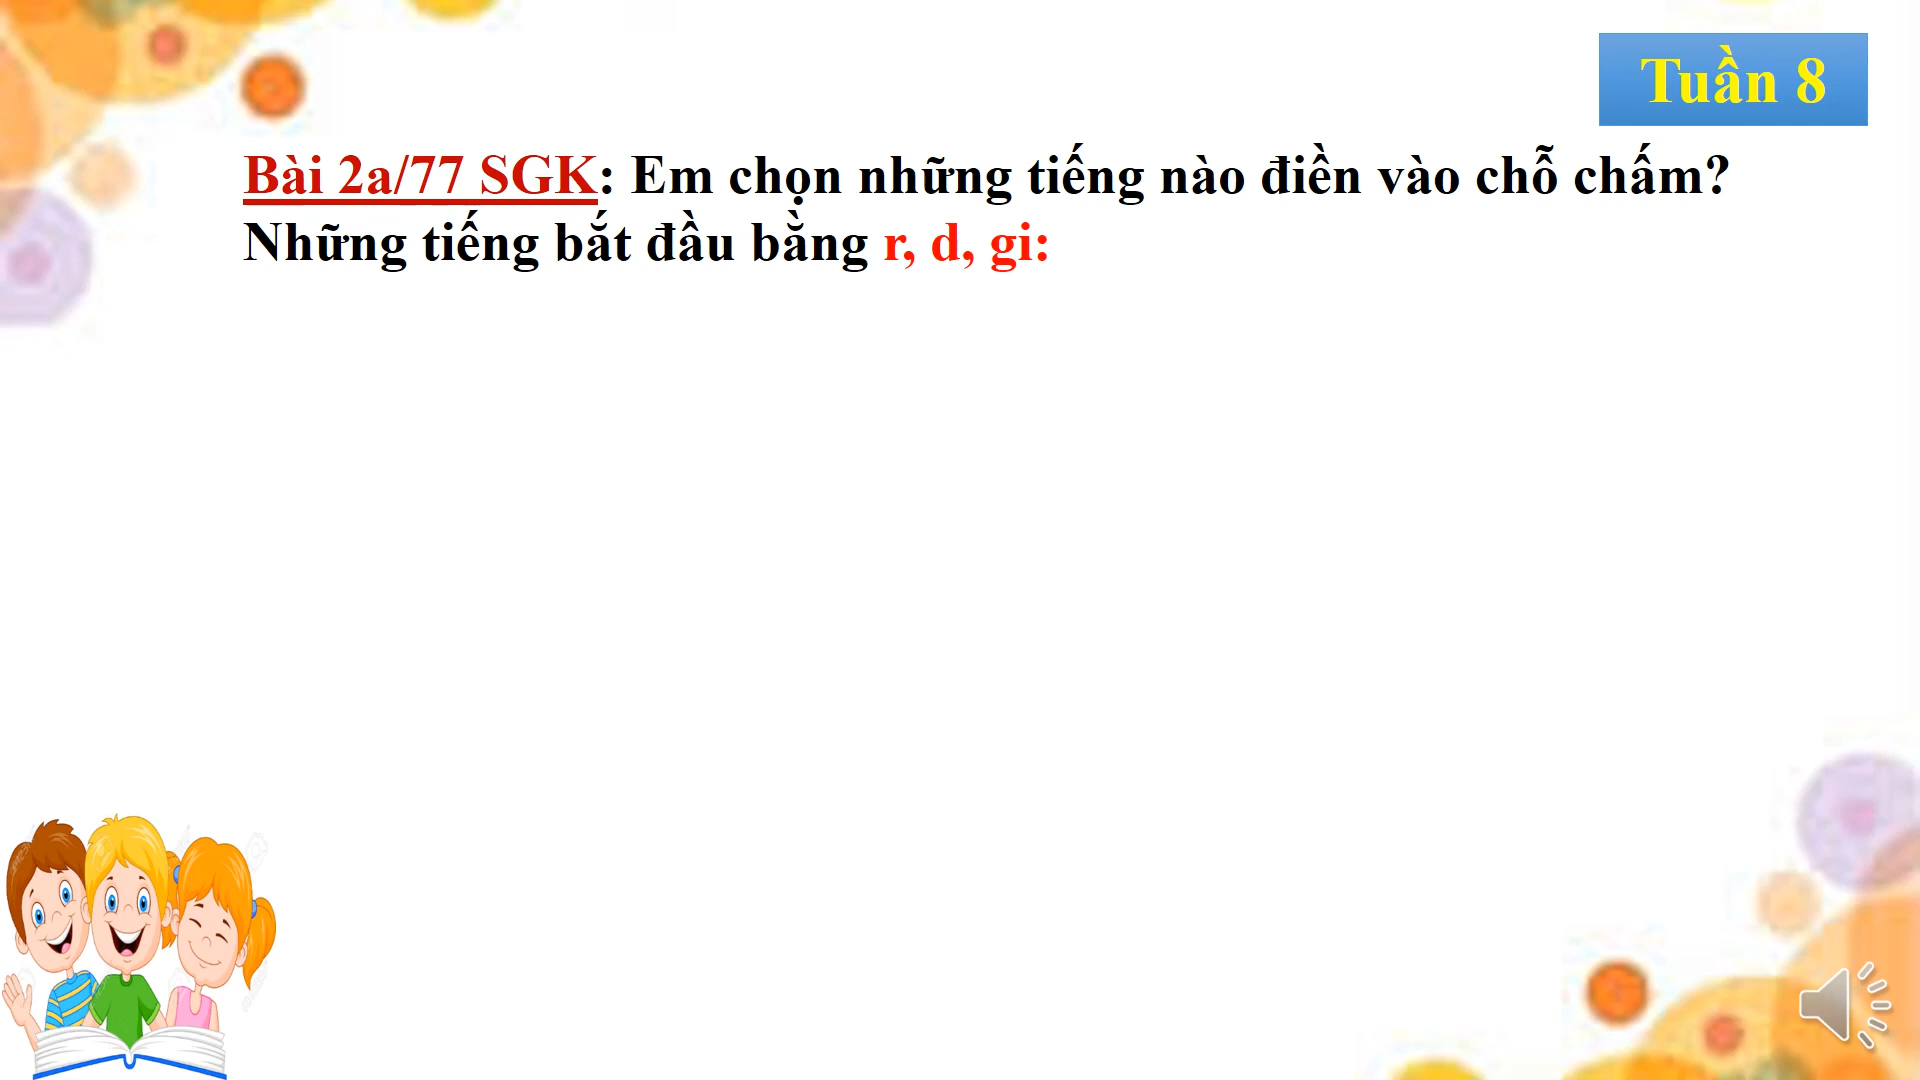 Tuần 8
Bài 2a/77 SGK: Em chọn những tiếng nào điền vào chỗ chấm?
Những tiếng bắt đầu bằng r, d, gi: